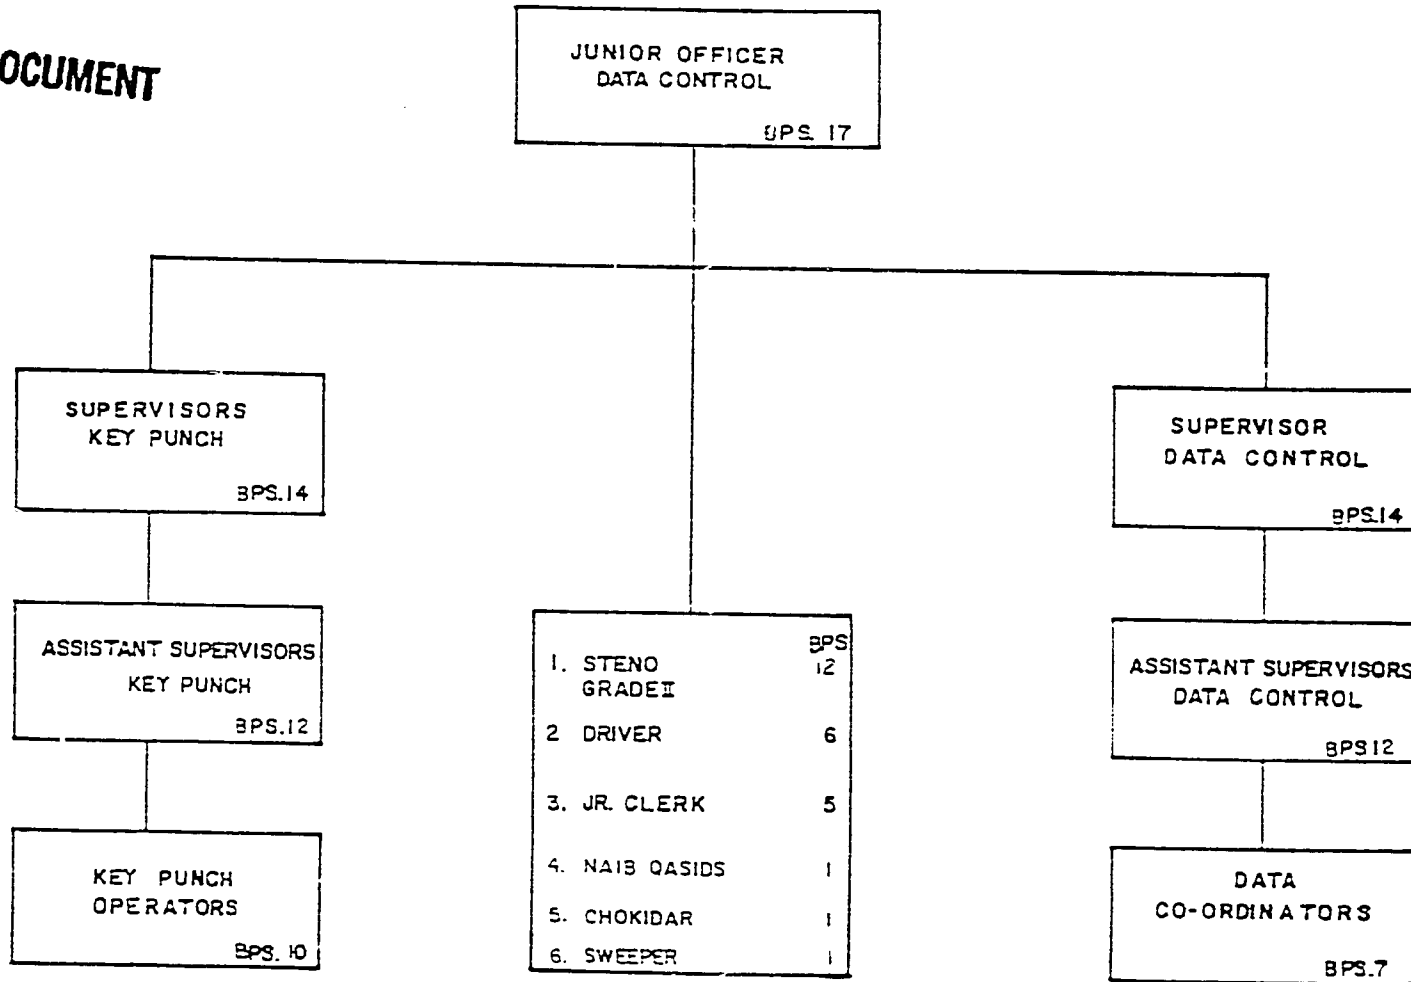 OCUMENT
JUNIOR OFFICER
DATA CONTROL
BPS. 17
SUPERVISORS
KEY PUNCH
BPS.14
ASSISTANT SUPERVISORS
KEY PUNCH
BPS.12
KEY PUNCH
OPERATORS
BPS. 10
BPS
1. STENO 12
GRADE II
2 DRIVER 6
3. JR. CLERK 5
4. NAIB QASIDS 1
5. CHOKIDAR 1
6. SWEEPER 1
SUPERVISOR
DATA CONTROL
BPS.14
ASSISTANT SUPERVISORS
DATA CONTROL
BPS12
DATA
CO-ORDINATORS
BPS.7